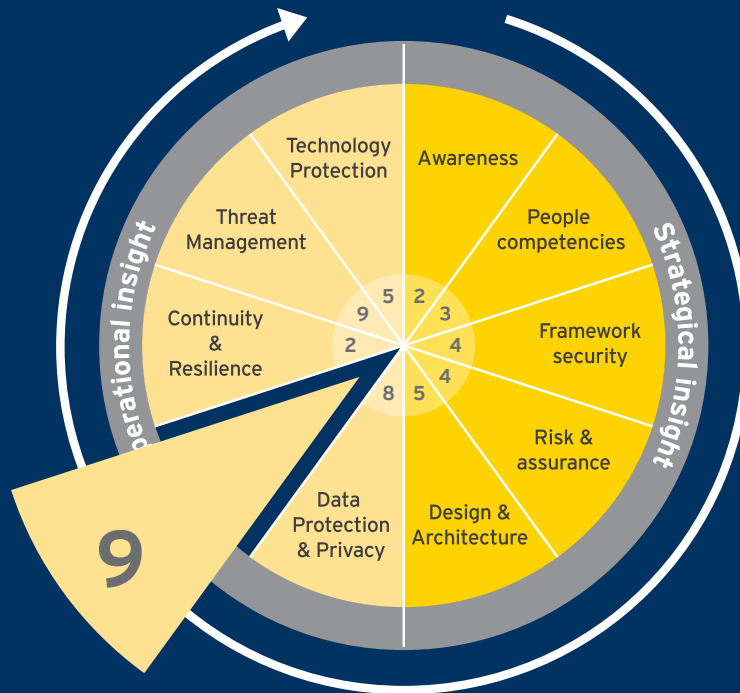 Technology
Protection
Awareness
Threat
Management
People
competencies
Continuity
&
Resilience
Framework
security
Risk &
assurance
Data
Protection
& Privacy
Design &
Architecture
5
2
9
3
2
4
4
8
5
9
Strategical insight
insight